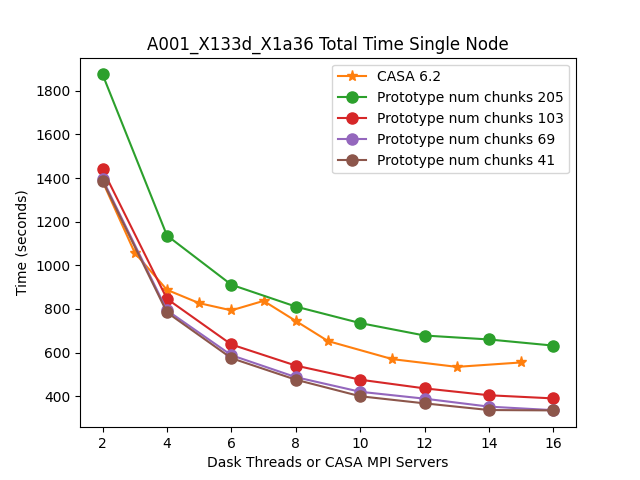 A001_X133d_X1a36 Total Time Single Node
CASA 6.2
Prototype num chunks 205
Prototype num chunks 103
Prototype num chunks 69
Prototype num chunks 41
Time (seconds)
1800
1600
1400
1200
1000
800
600
400
2 4 6 8 10 12 14 16
Dask Threads or CASA MPI Servers